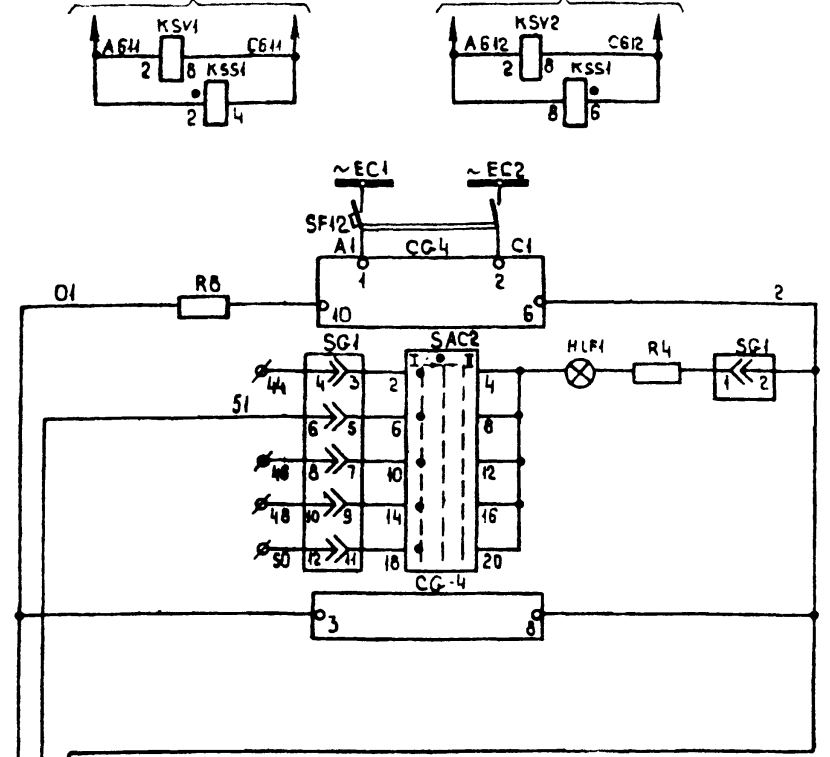 KSV1 KSV2
A611 C611 A612 C612
2 8 KSS1 2 8 KSS1
2 4 8 6
~EC1 ~EC2
SF12
A1 CG4 C1
1 2
01 R8 2
10 6
SG1 SAC2 HLF1 R4 SG1
I II
44 4 3 2 4 1 2
51
6 5 6 8
46 8 7 10 12
48 10 9 14 16
50 12 11 18 20
CG-4
3 8